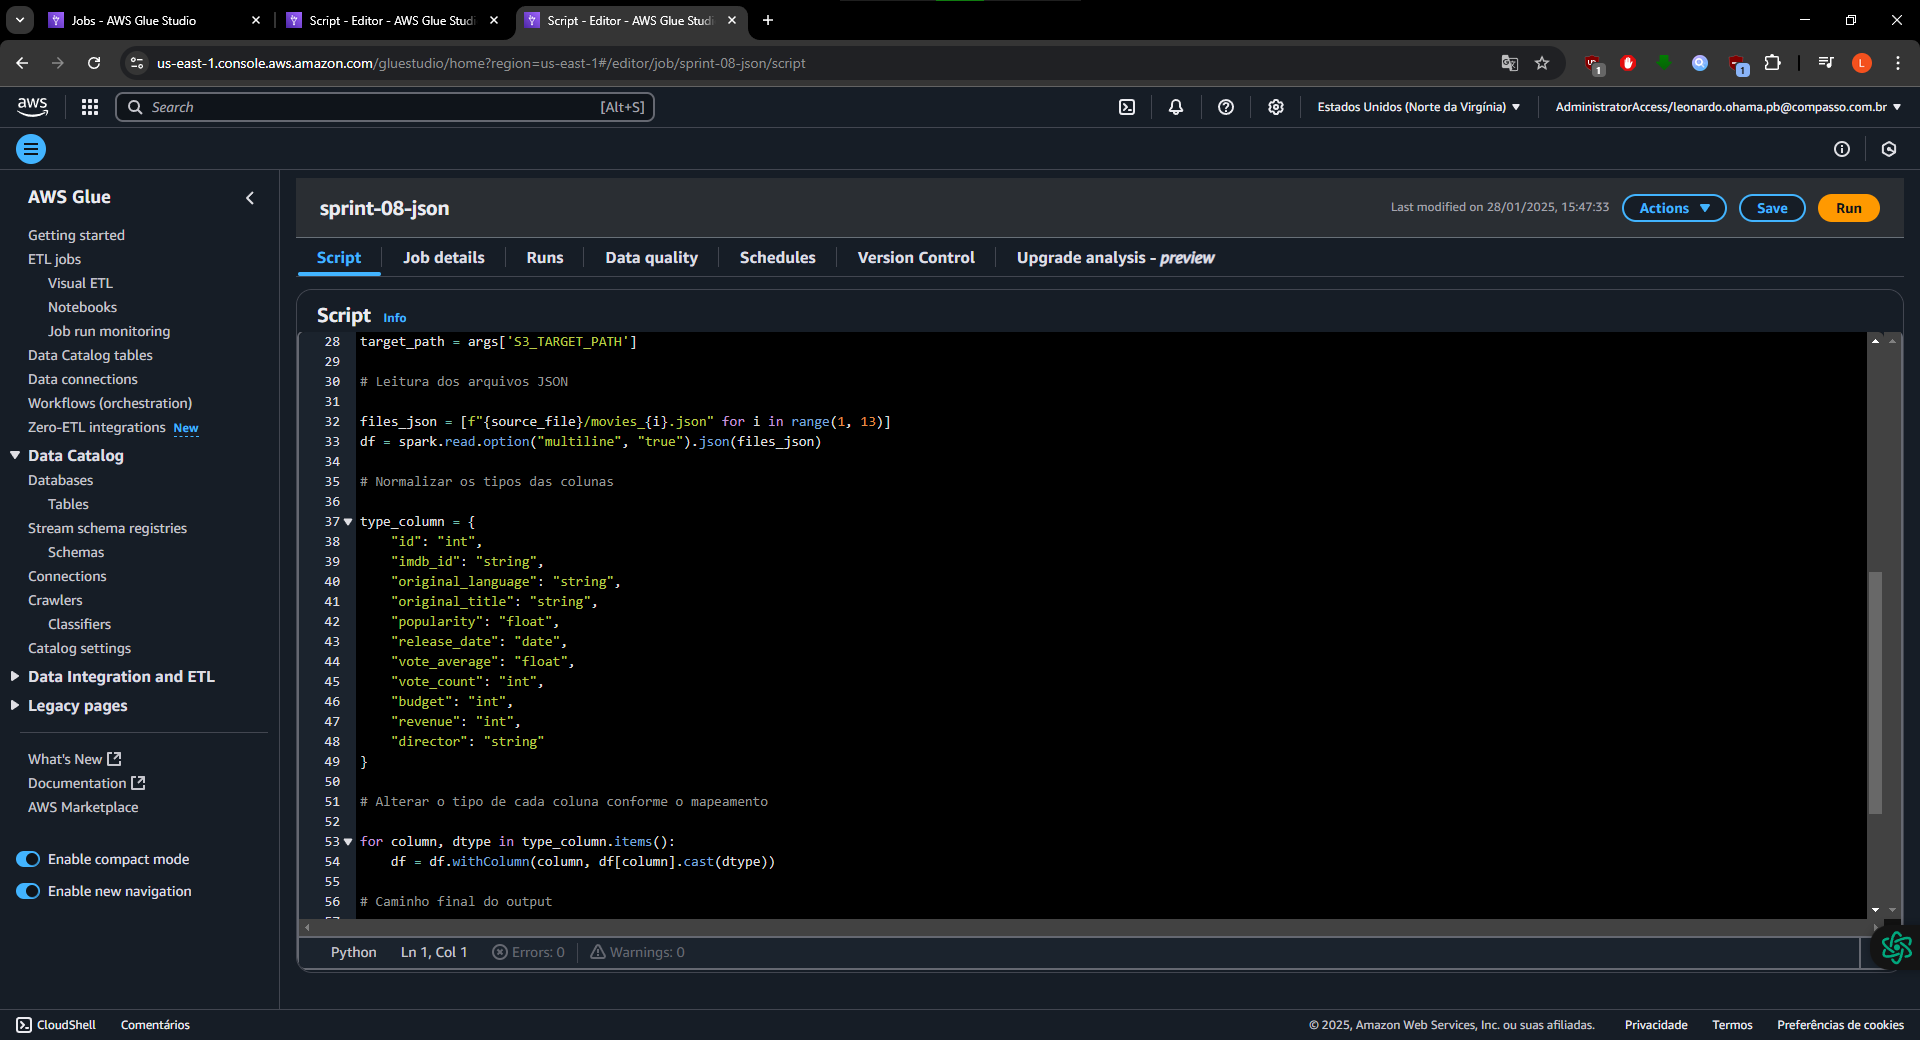 Jobs - AWS Glue Studio
Script - Editor - AWS Glue Studi
Script - Editor - AWS Glue Studi
us-east-1.console.aws.amazon.com/gluestudio/home?region=us-east-1#/editor/job/sprint-08-json/script
1
1
L
aws
Search
[Alt+S]
Estados Unidos (Norte da Virgínia)
AdministratorAccess/leonardo.ohama.pb@compasso.com.br
AWS Glue
Getting started
ETL jobs
Visual ETL
Notebooks
Job run monitoring
Data Catalog tables
Data connections
Workflows (orchestration)
Zero-ETL integrations New
Data Catalog
Databases
Tables
Stream schema registries
Schemas
Connections
Crawlers
Classifiers
Catalog settings
Data Integration and ETL
Legacy pages
What's New
Documentation
AWS Marketplace
Enable compact mode
Enable new navigation
sprint-08-json
Last modified on 28/01/2025, 15:47:33
Actions
Save
Run
Script
Job details
Runs
Data quality
Schedules
Version Control
Upgrade analysis - preview
Script Info
28 target_path = args['S3_TARGET_PATH']
29
30 # Leitura dos arquivos JSON
31
32 files_json = [f"{source_file}/movies_{i}.json" for i in range(1, 13)]
33 df = spark.read.option("multiline", "true").json(files_json)
34
35 # Normalizar os tipos das colunas
36
37 type_column = {
38 "id": "int",
39 "imdb_id": "string",
40 "original_language": "string",
41 "original_title": "string",
42 "popularity": "float",
43 "release_date": "date",
44 "vote_average": "float",
45 "vote_count": "int",
46 "budget": "int",
47 "revenue": "int",
48 "director": "string"
49 }
50
51 # Alterar o tipo de cada coluna conforme o mapeamento
52
53 for column, dtype in type_column.items():
54 df = df.withColumn(column, df[column].cast(dtype))
55
56 # Caminho final do output
57
Python
Ln 1, Col 1
Errors: 0
Warnings: 0
CloudShell
Comentários
© 2025, Amazon Web Services, Inc. ou suas afiliadas.
Privacidade
Termos
Preferências de cookies